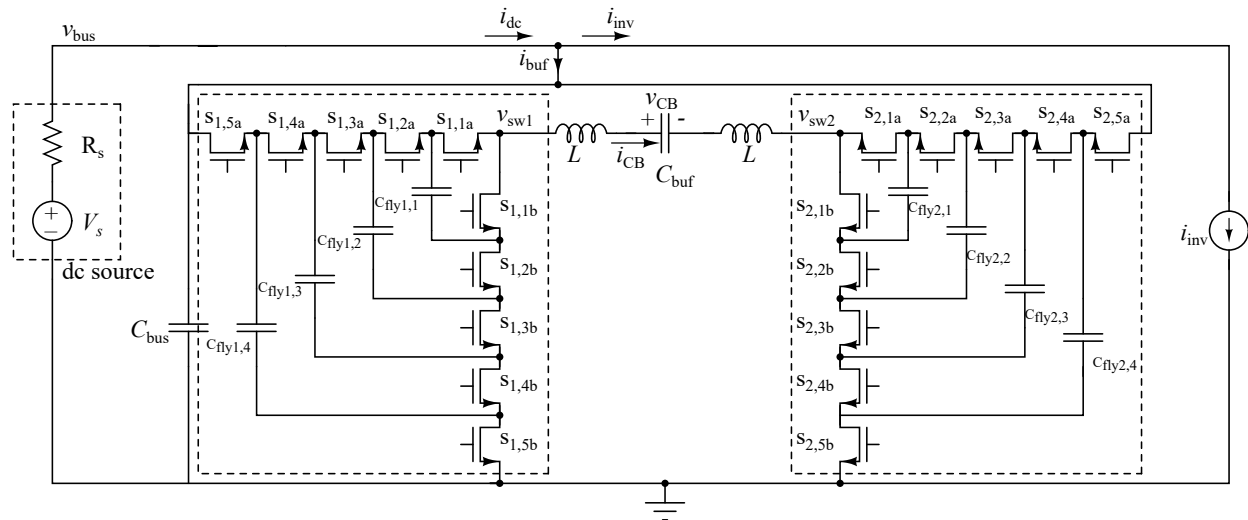 i_dc i_inv
v_bus
i_buf
s_1,5a s_1,4a s_1,3a s_1,2a s_1,1a v_sw1 v_CB v_sw2 s_2,1a s_2,2a s_2,3a s_2,4a s_2,5a
+ -
R_s L i_CB L
C_buf
C_fly1,1 s_1,1b s_2,1b C_fly2,1
V_s
+
−
C_fly1,2 i_inv
C_fly2,2
dc source C_fly1,3 s_1,2b s_2,2b
C_bus s_1,3b s_2,3b C_fly2,3
C_fly1,4 C_fly2,4
s_1,4b s_2,4b
s_1,5b s_2,5b